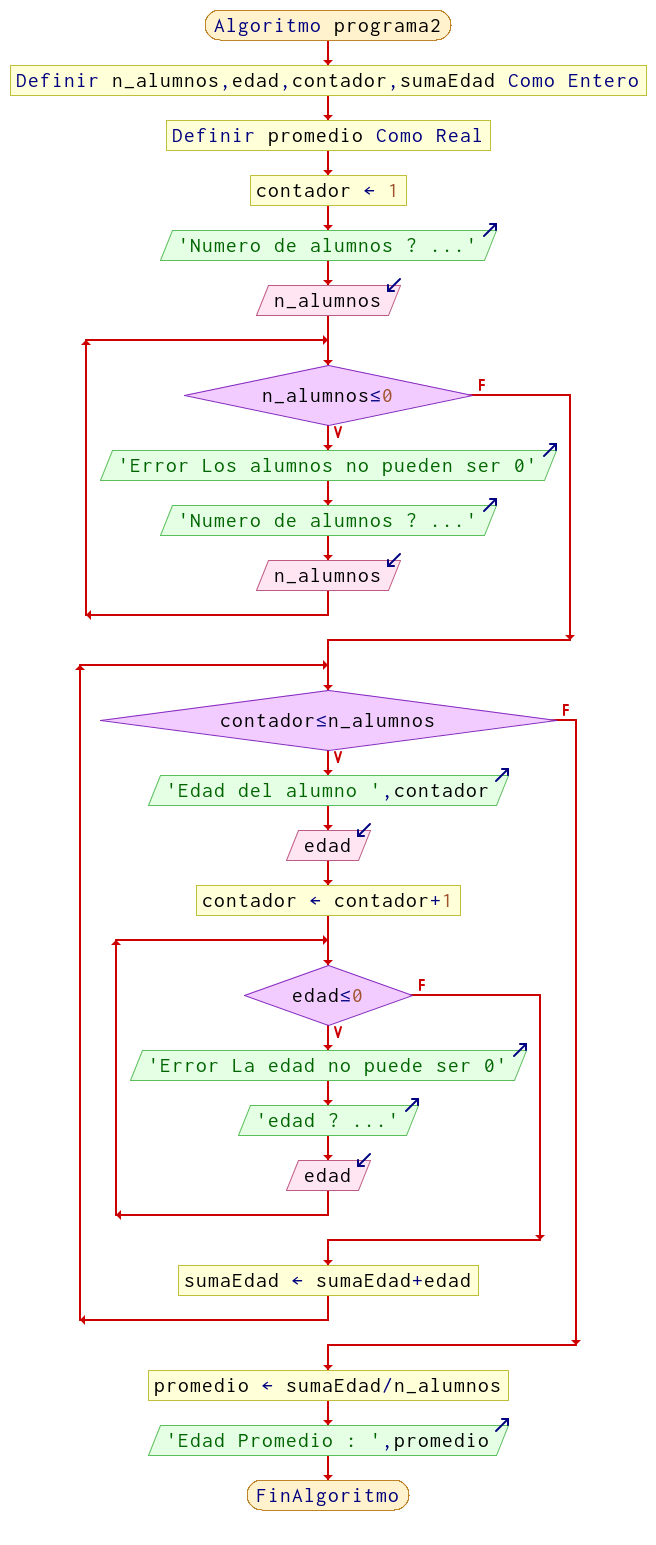 Algoritmo programa2
Definir n_alumnos,edad,contador,sumaEdad Como Entero
Definir promedio Como Real
contador ← 1
'Numero de alumnos ? ...'
n_alumnos
n_alumnos≤0
F
V
'Error Los alumnos no pueden ser 0'
'Numero de alumnos ? ...'
n_alumnos
contador≤n_alumnos
F
V
'Edad del alumno ',contador
edad
contador ← contador+1
edad≤0
F
V
'Error La edad no puede ser 0'
'edad ? ...'
edad
sumaEdad ← sumaEdad+edad
promedio ← sumaEdad/n_alumnos
'Edad Promedio : ',promedio
FinAlgoritmo